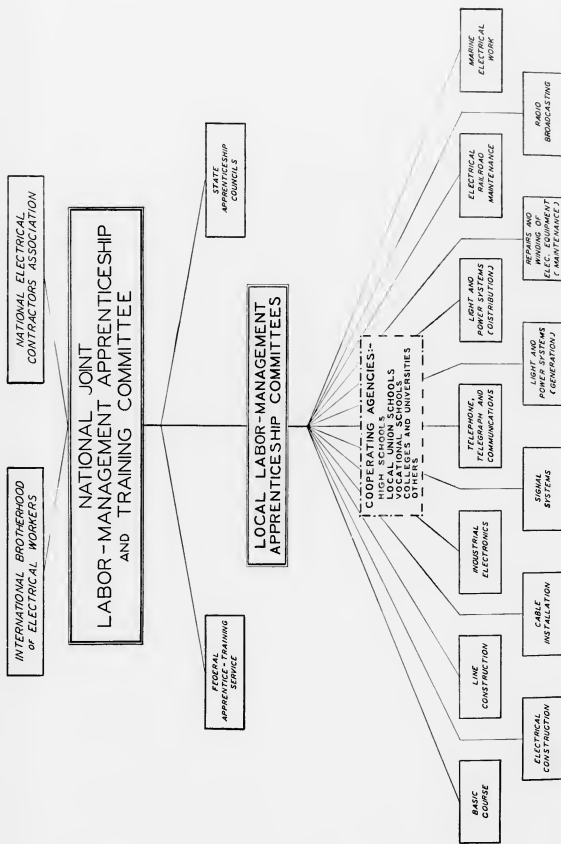 INTERNATIONAL BROTHERHOOD
of ELECTRICAL WORKERS
NATIONAL ELECTRICAL
CONTRACTORS ASSOCIATION
NATIONAL JOINT
LABOR-MANAGEMENT APPRENTICESHIP
AND TRAINING COMMITTEE
FEDERAL
APPRENTICE-TRAINING
SERVICE
STATE
APPRENTICESHIP
COUNCILS
LOCAL LABOR-MANAGEMENT
APPRENTICESHIP COMMITTEES
COOPERATING AGENCIES:-
HIGH SCHOOLS
LOCAL UNION SCHOOLS
VOCATIONAL SCHOOLS
COLLEGES AND UNIVERSITIES
OTHERS
BASIC
COURSE
LINE
CONSTRUCTION
INDUSTRIAL
ELECTRONICS
TELEPHONE,
TELEGRAPH AND
COMMUNICATIONS
LIGHT AND
POWER SYSTEMS
(DISTRIBUTION)
ELECTRICAL
RAILROAD
MAINTENANCE
MARINE
ELECTRICAL
WORK
ELECTRICAL
CONSTRUCTION
CABLE
INSTALLATION
SIGNAL
SYSTEMS
LIGHT AND
POWER SYSTEMS
(GENERATION)
REPAIRS AND
WINDING OF
ELEC. EQUIPMENT
(MAINTENANCE)
RADIO
BROADCASTING